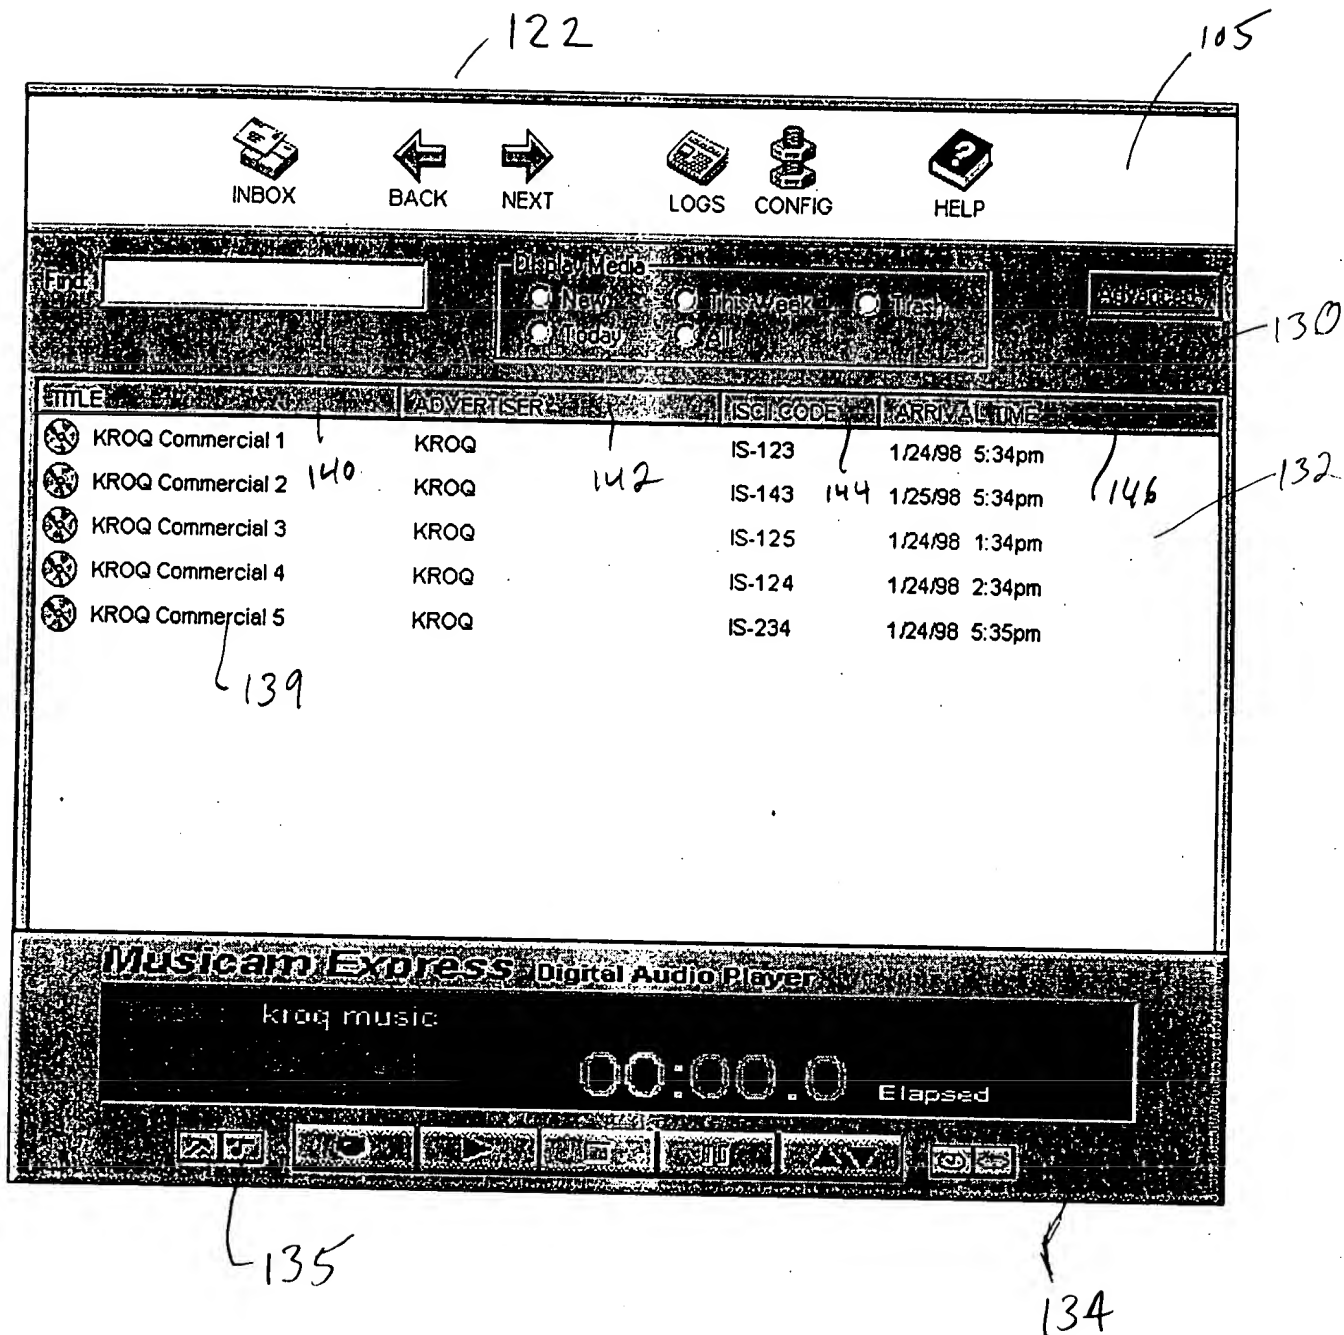 122
105
INBOX BACK NEXT LOGS CONFIG HELP
Find:
Display Media
New This Week Trash
Today All
Advanced
130
TITLE ADVERTISER ISCI CODE ARRIVAL TIME
KROQ Commercial 1 KROQ IS-123 1/24/98 5:34pm
140 142 144 146
KROQ Commercial 2 KROQ IS-143 1/25/98 5:34pm
132
KROQ Commercial 3 KROQ IS-125 1/24/98 1:34pm
KROQ Commercial 4 KROQ IS-124 1/24/98 2:34pm
KROQ Commercial 5 KROQ IS-234 1/24/98 5:35pm
139
Musicam Express Digital Audio Player
kroq music
00:00.0 Elapsed
135
134